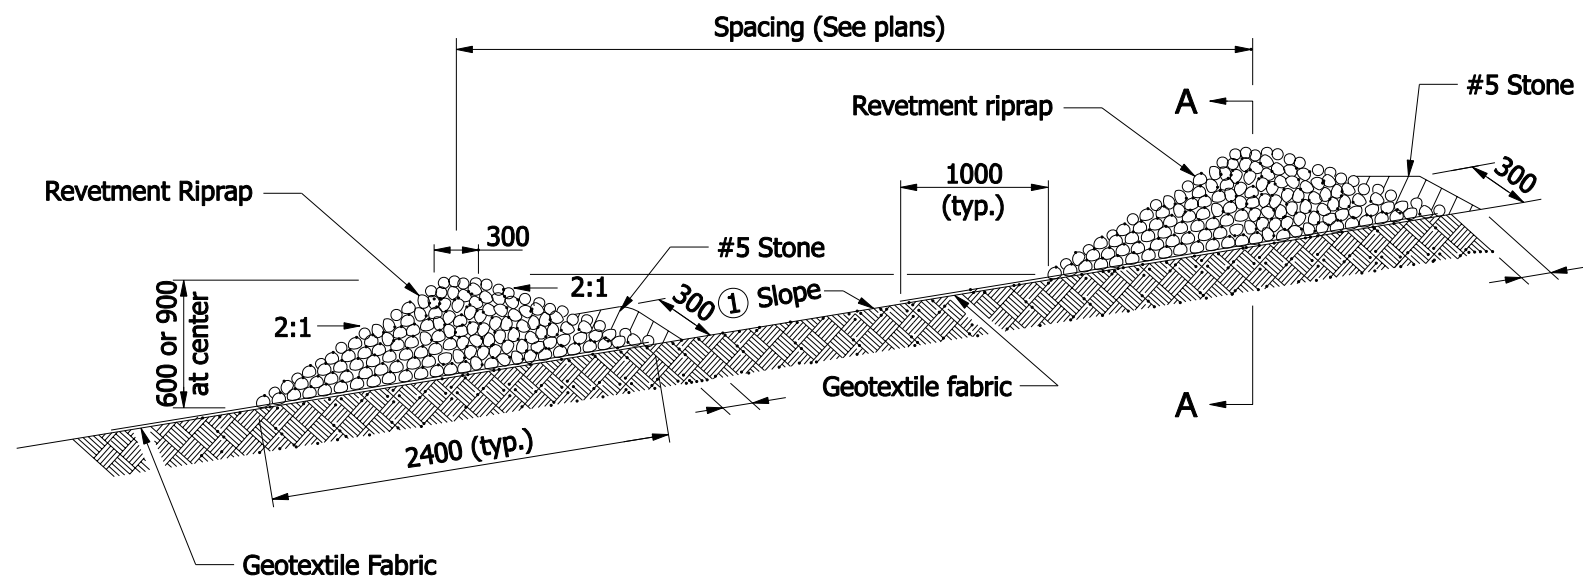 Spacing (See plans)
#5 Stone
Revetment riprap
A
1000
(typ.)
300
Revetment Riprap
300
#5 Stone
2:1
300
1 Slope
2:1
600 or 900
at center
Geotextile fabric
A
2400 (typ.)
Geotextile Fabric